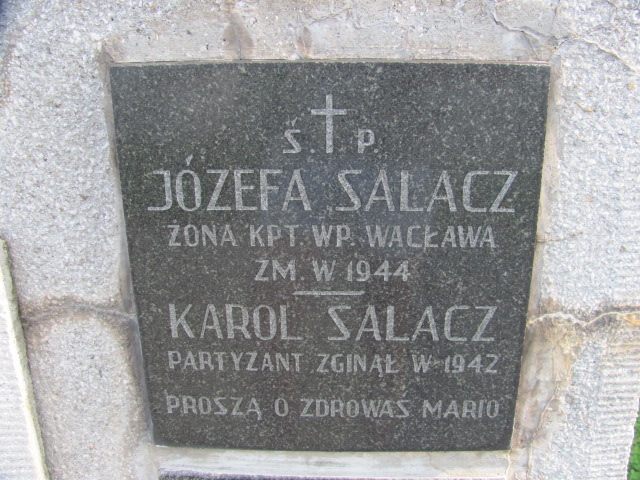 Ś. P.
JÓZEFA SALACZ
ŻONA KPT. WP. WACŁAWA
ZM. W 1944
KAROL SALACZ
PARTYZANT ZGINĄŁ W 1942
PROSZĄ O ZDROWAŚ MARIO